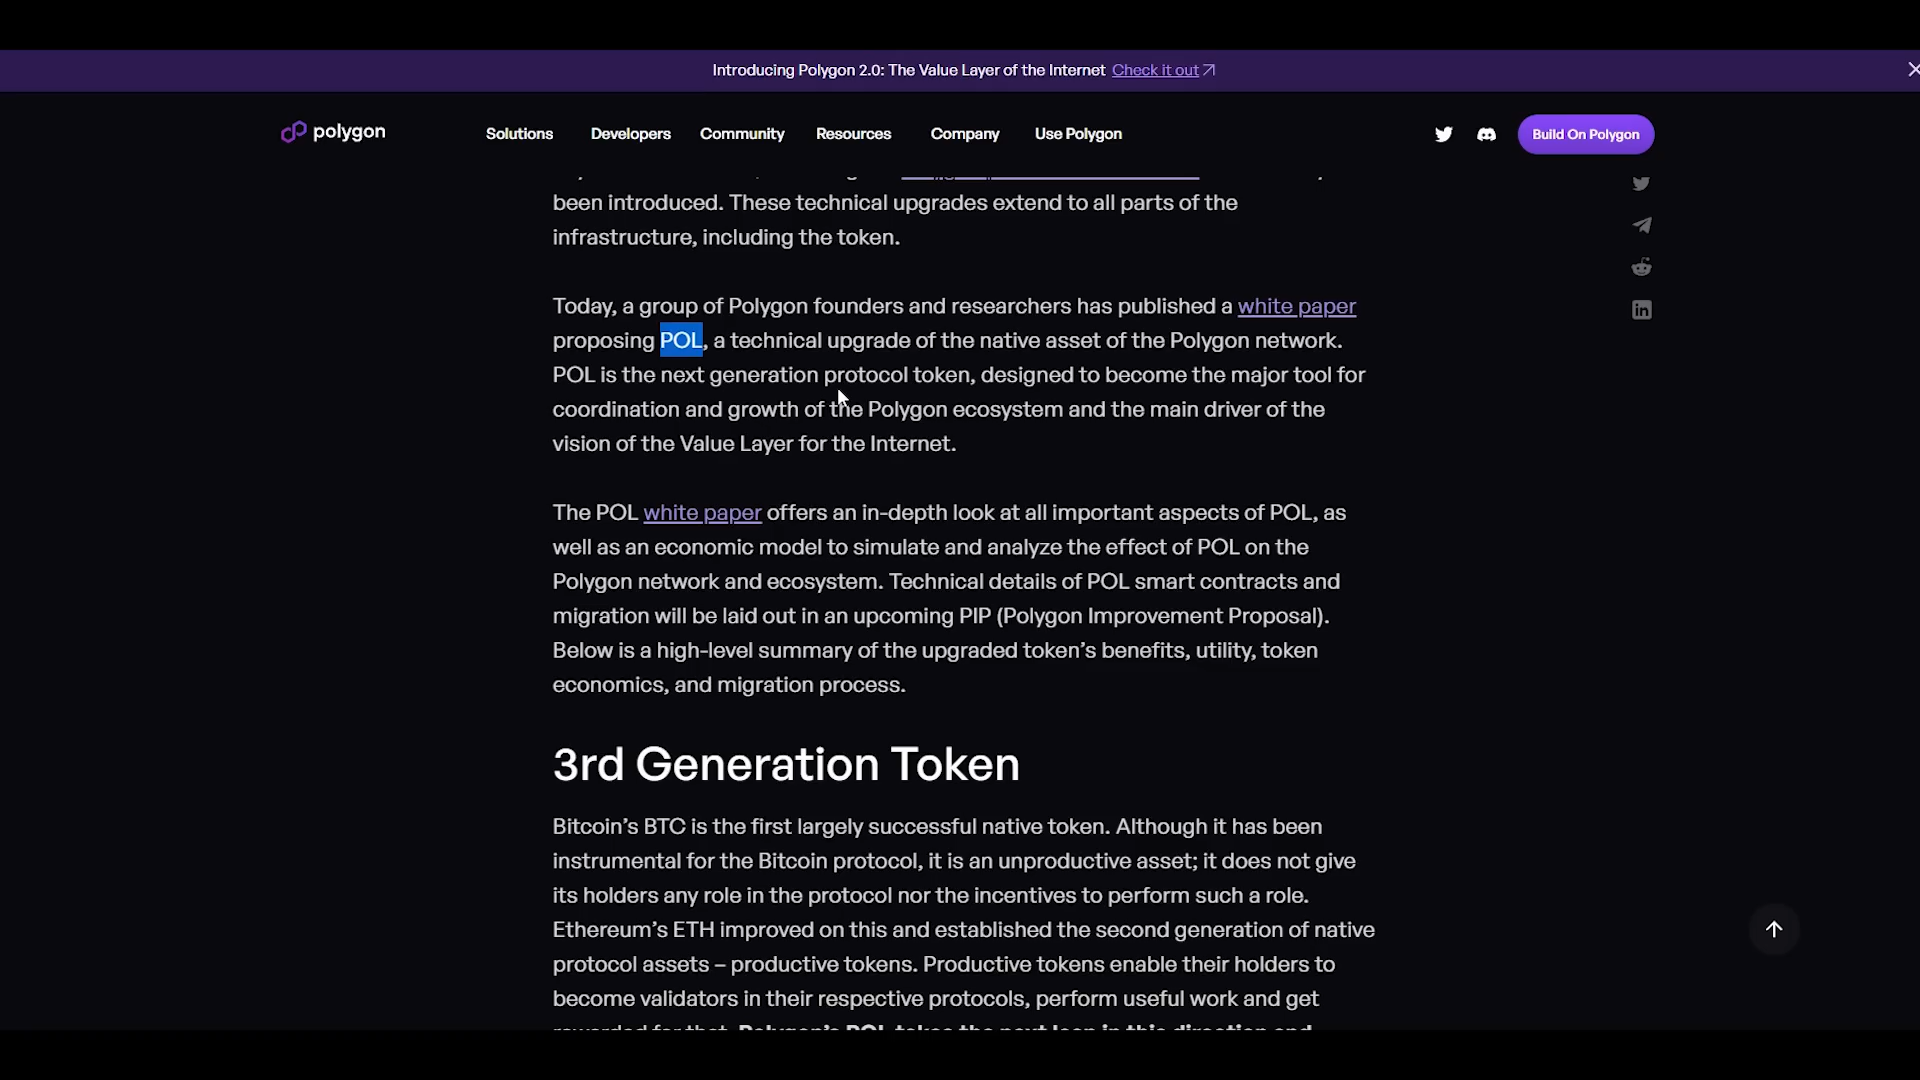 Introducing Polygon 2.0: The Value Layer of the Internet Check it out
polygon
Solutions Developers Community Resources Company Use Polygon
Build On Polygon
been introduced. These technical upgrades extend to all parts of the
infrastructure, including the token.
Today, a group of Polygon founders and researchers has published a white paper
proposing POL, a technical upgrade of the native asset of the Polygon network.
POL is the next generation protocol token, designed to become the major tool for
coordination and growth of the Polygon ecosystem and the main driver of the
vision of the Value Layer for the Internet.
The POL white paper offers an in-depth look at all important aspects of POL, as
well as an economic model to simulate and analyze the effect of POL on the
Polygon network and ecosystem. Technical details of POL smart contracts and
migration will be laid out in an upcoming PIP (Polygon Improvement Proposal).
Below is a high-level summary of the upgraded token’s benefits, utility, token
economics, and migration process.
3rd Generation Token
Bitcoin’s BTC is the first largely successful native token. Although it has been
instrumental for the Bitcoin protocol, it is an unproductive asset; it does not give
its holders any role in the protocol nor the incentives to perform such a role.
Ethereum’s ETH improved on this and established the second generation of native
protocol assets – productive tokens. Productive tokens enable their holders to
become validators in their respective protocols, perform useful work and get
rewarded for that. Polygon’s POL takes the next leap in this direction and